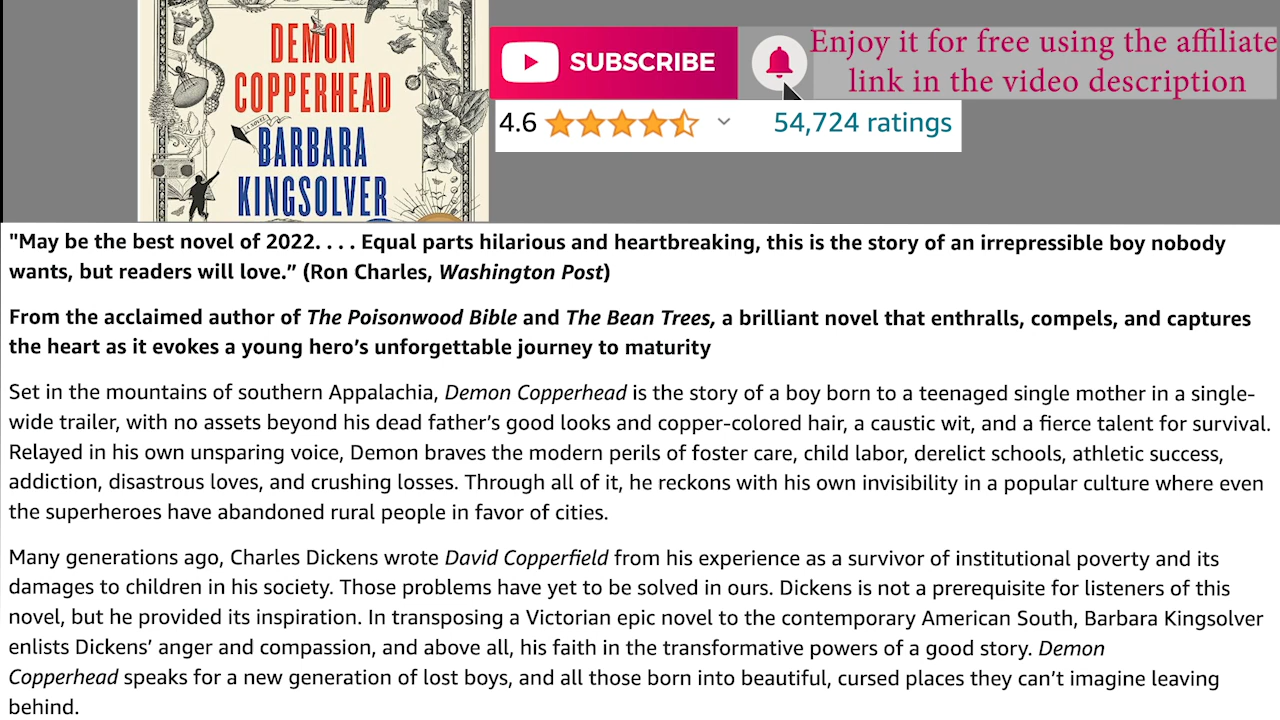 DEMON
COPPERHEAD
A NOVEL
BARBARA
KINGSOLVER
SUBSCRIBE
Enjoy it for free using the affiliate
link in the video description
4.6
54,724 ratings
"May be the best novel of 2022. . . . Equal parts hilarious and heartbreaking, this is the story of an irrepressible boy nobody
wants, but readers will love.” (Ron Charles, Washington Post)
From the acclaimed author of The Poisonwood Bible and The Bean Trees, a brilliant novel that enthralls, compels, and captures
the heart as it evokes a young hero’s unforgettable journey to maturity
Set in the mountains of southern Appalachia, Demon Copperhead is the story of a boy born to a teenaged single mother in a single-
wide trailer, with no assets beyond his dead father’s good looks and copper-colored hair, a caustic wit, and a fierce talent for survival.
Relayed in his own unsparing voice, Demon braves the modern perils of foster care, child labor, derelict schools, athletic success,
addiction, disastrous loves, and crushing losses. Through all of it, he reckons with his own invisibility in a popular culture where even
the superheroes have abandoned rural people in favor of cities.
Many generations ago, Charles Dickens wrote David Copperfield from his experience as a survivor of institutional poverty and its
damages to children in his society. Those problems have yet to be solved in ours. Dickens is not a prerequisite for listeners of this
novel, but he provided its inspiration. In transposing a Victorian epic novel to the contemporary American South, Barbara Kingsolver
enlists Dickens’ anger and compassion, and above all, his faith in the transformative powers of a good story. Demon
Copperhead speaks for a new generation of lost boys, and all those born into beautiful, cursed places they can’t imagine leaving
behind.